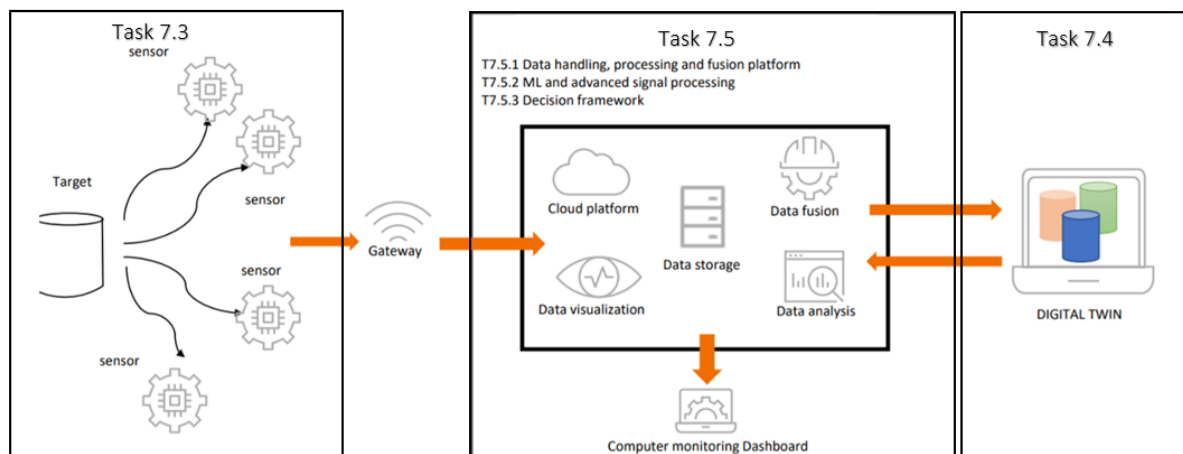 Task 7.3
sensor
sensor
Target
sensor
sensor
Gateway
Task 7.5
T7.5.1 Data handling, processing and fusion platform
T7.5.2 ML and advanced signal processing
T7.5.3 Decision framework
Cloud platform
Data fusion
Data storage
Data visualization
Data analysis
Computer monitoring Dashboard
Task 7.4
DIGITAL TWIN